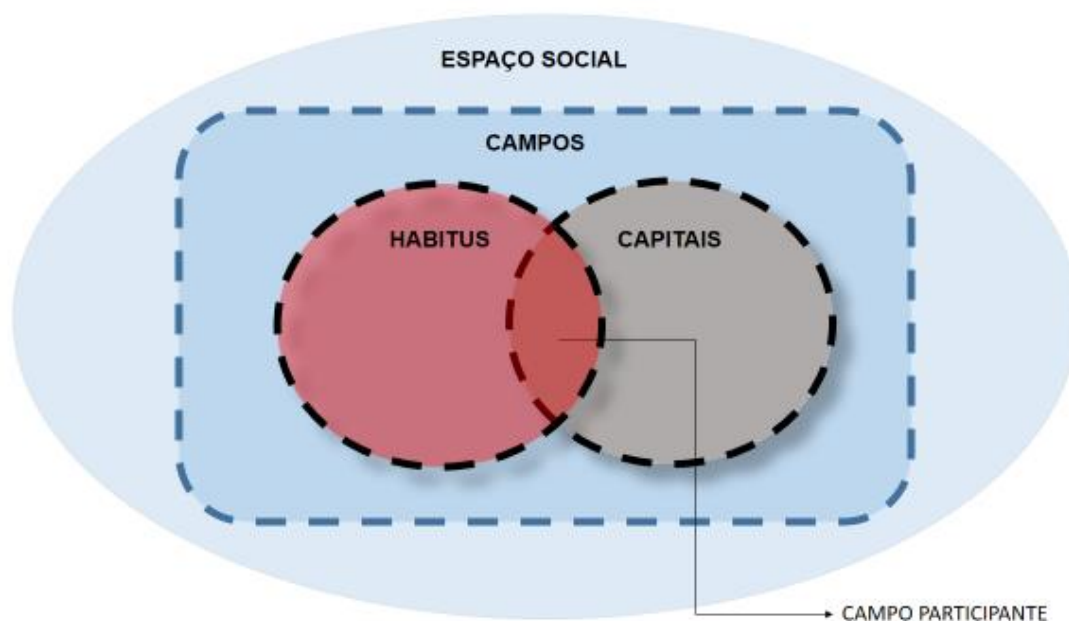 ESPAÇO SOCIAL
CAMPOS
HABITUS
CAPITAIS
CAMPO PARTICIPANTE